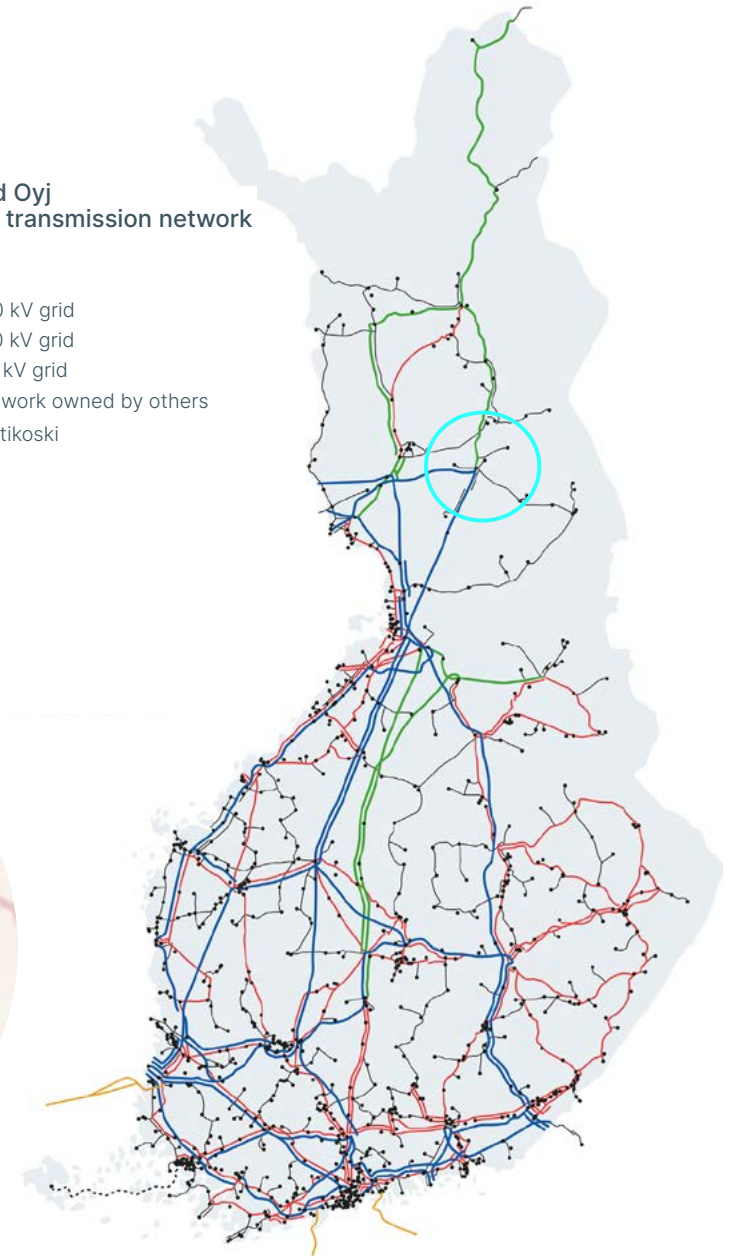 d Oyj
transmission network
0 kV grid
0 kV grid
kV grid
work owned by others
tikoski